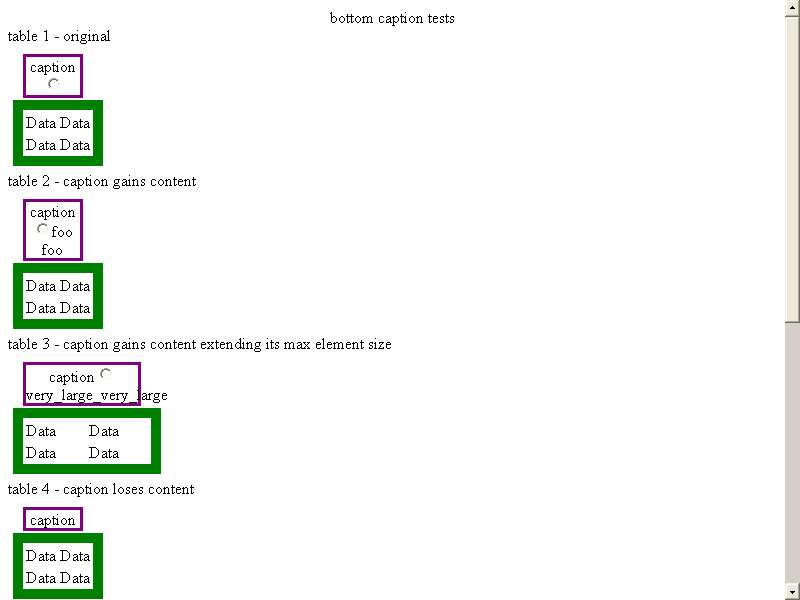 bottom caption tests
table 1 - original
caption
Data Data
Data Data
table 2 - caption gains content
caption
foo
foo
Data Data
Data Data
table 3 - caption gains content extending its max element size
caption
very_large_very_large
Data Data
Data Data
table 4 - caption loses content
caption
Data Data
Data Data